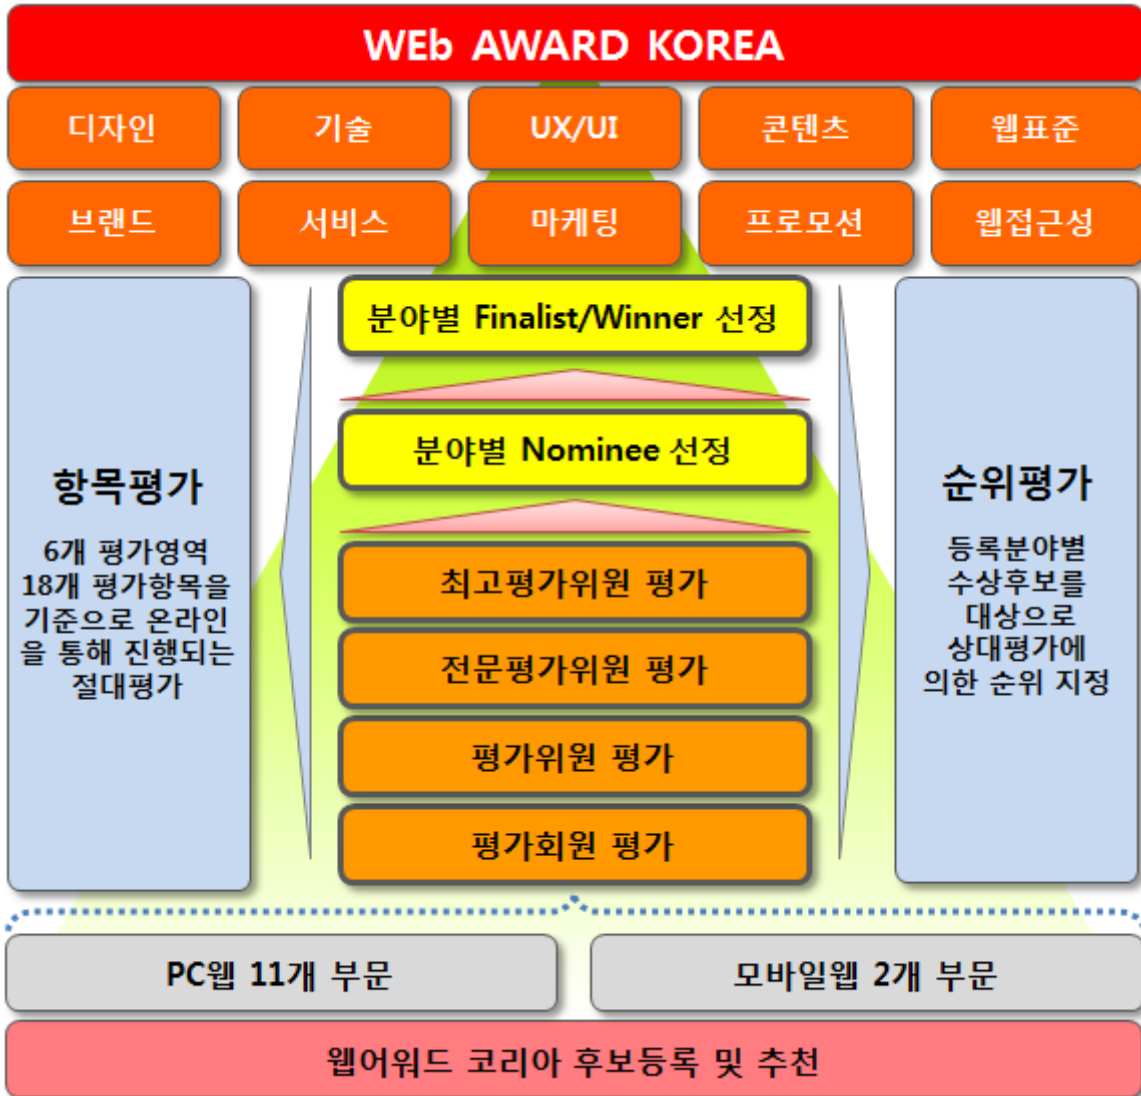 WEb AWARD KOREA
디자인
기술
UX/UI
콘텐츠
웹표준
브랜드
서비스
마케팅
프로모션
웹접근성
항목평가
6개 평가영역
18개 평가항목을
기준으로 온라인
을 통해 진행되는
절대평가
분야별 Finalist/Winner 선정
분야별 Nominee 선정
최고평가위원 평가
전문평가위원 평가
평가위원 평가
평가회원 평가
순위평가
등록분야별
수상후보를
대상으로
상대평가에
의한 순위 지정
PC웹 11개 부문
모바일웹 2개 부문
웹어워드 코리아 후보등록 및 추천